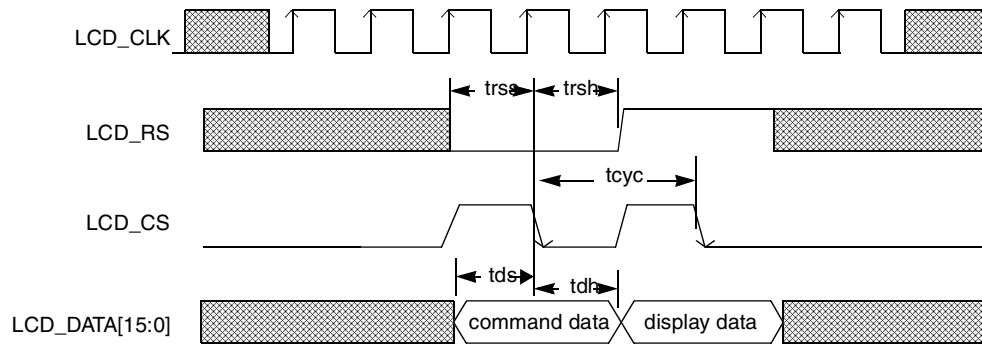 LCD_CLK
trss trsh
LCD_RS
tcyc
LCD_CS
tds tdh
LCD_DATA[15:0] command data display data